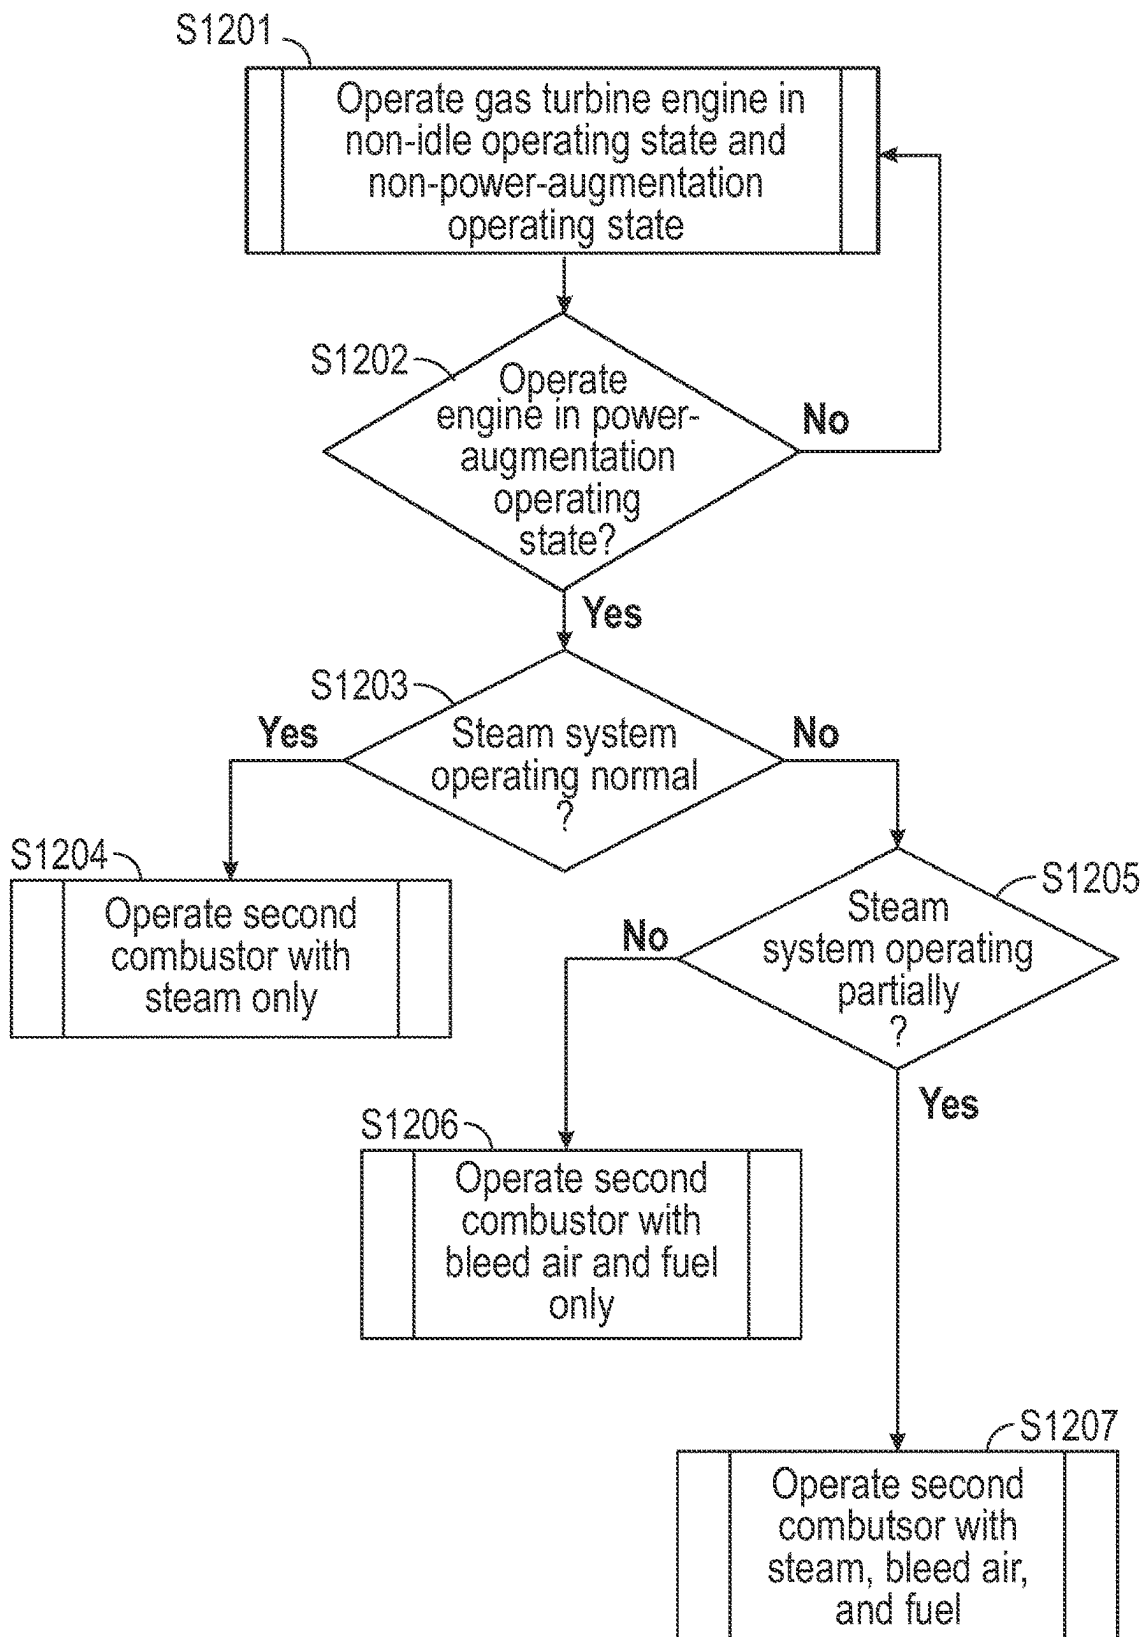 S1201
Operate gas turbine engine in
non-idle operating state and
non-power-augmentation
operating state
S1202
Operate
engine in power-
augmentation
operating
state?
No
Yes
S1203
Steam system
operating normal
?
Yes
No
S1204
Operate second
combustor with
steam only
S1205
Steam
system operating
partially
?
No
Yes
S1206
Operate second
combustor with
bleed air and fuel
only
S1207
Operate second
combutsor with
steam, bleed air,
and fuel